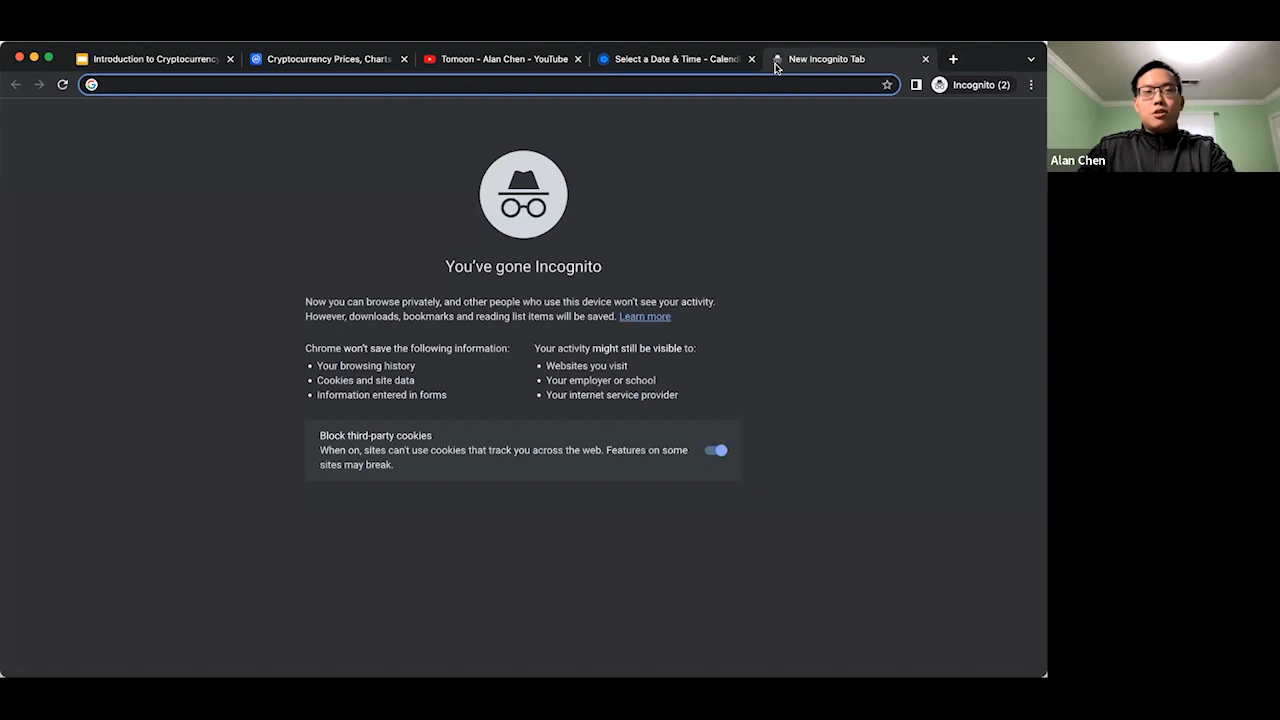 Introduction to Cryptocurrency
Cryptocurrency Prices, Charts
Tomoon - Alan Chen - YouTube
Select a Date & Time - Calend
New Incognito Tab
Incognito (2)
Alan Chen
You've gone Incognito
Now you can browse privately, and other people who use this device won't see your activity.
However, downloads, bookmarks and reading list items will be saved. Learn more
Chrome won't save the following information:
Your browsing history
Cookies and site data
Information entered in forms
Your activity might still be visible to:
Websites you visit
Your employer or school
Your internet service provider
Block third-party cookies
When on, sites can't use cookies that track you across the web. Features on some
sites may break.